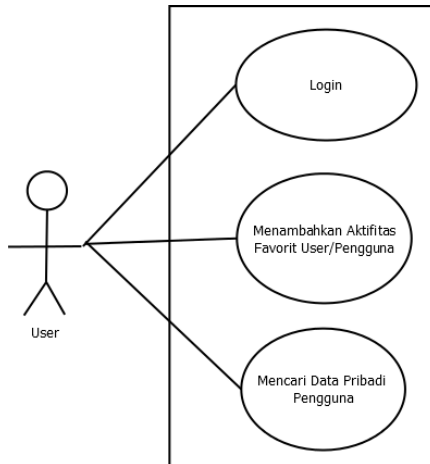 Login
Menambahkan Aktifitas
Favorit User/Pengguna
User
Mencari Data Pribadi
Pengguna